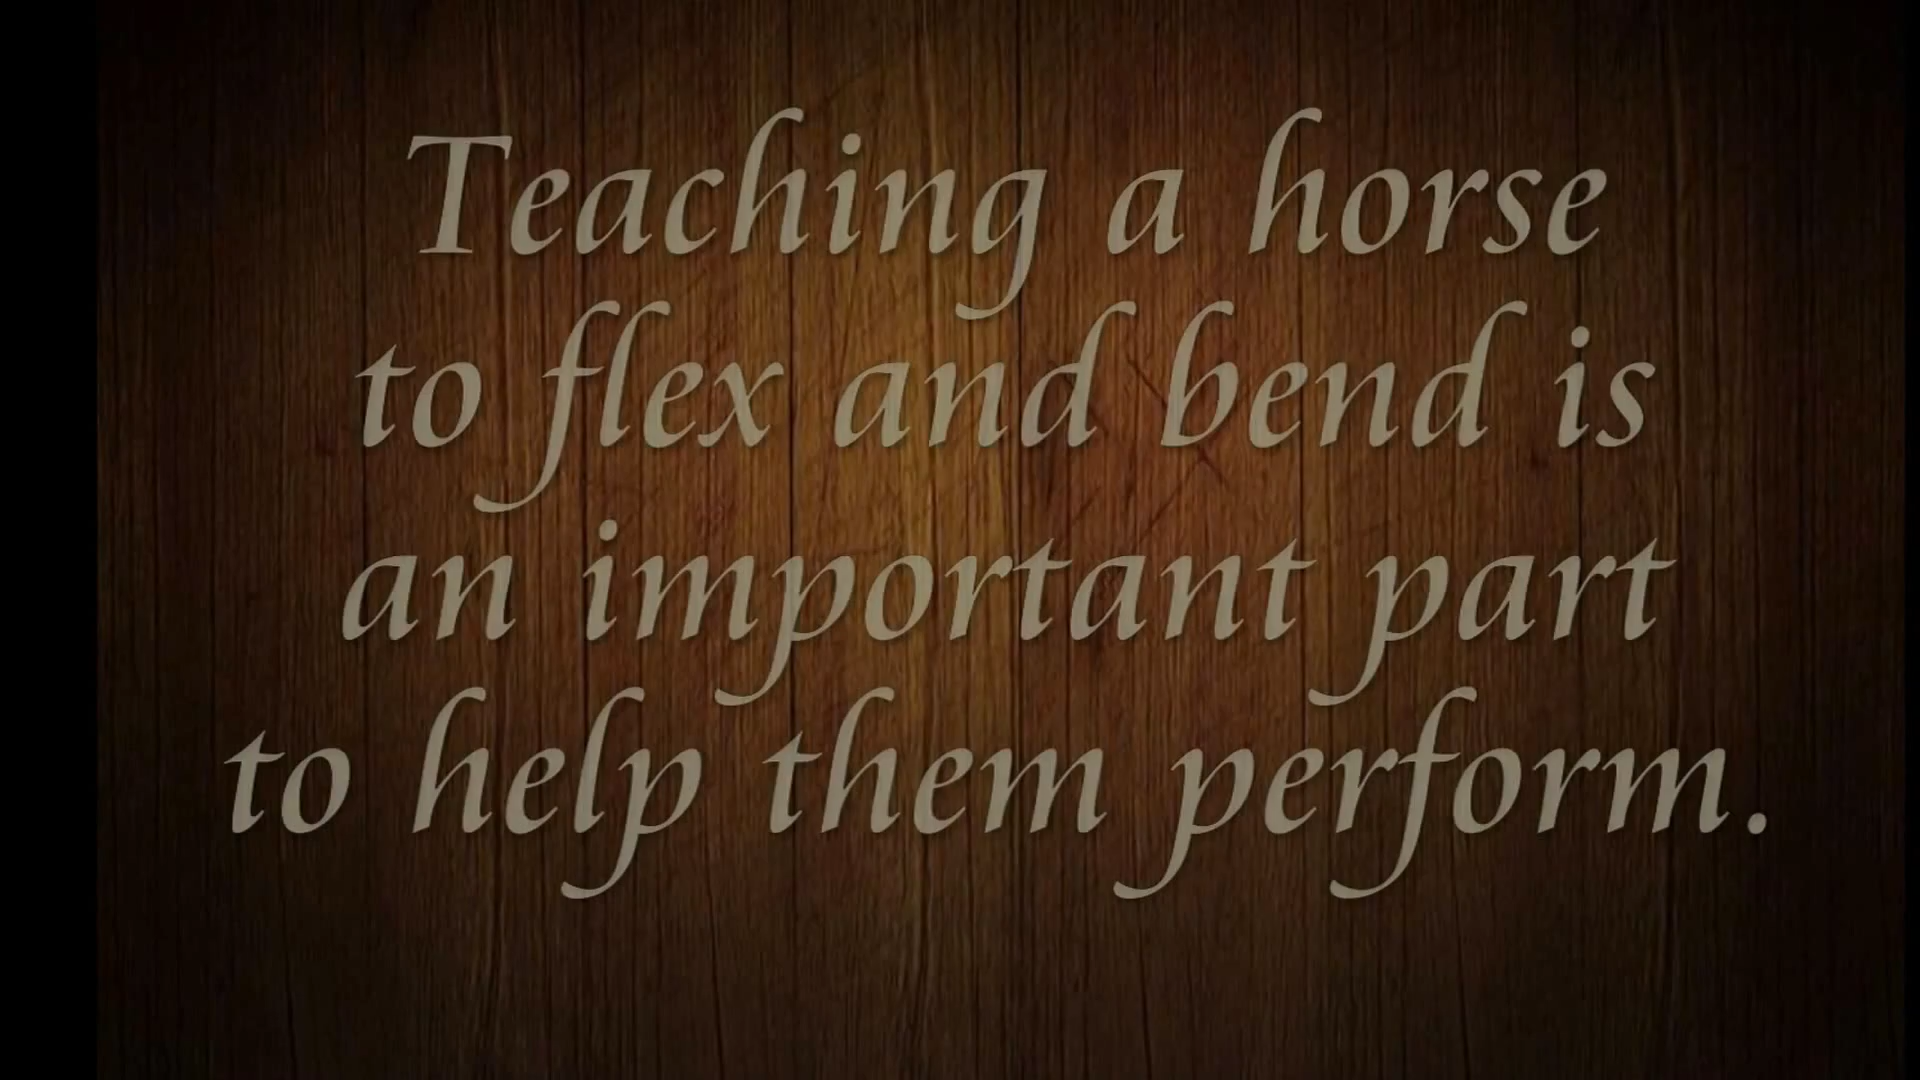 Teaching a horse
to flex and bend is
an important part
to help them perform.